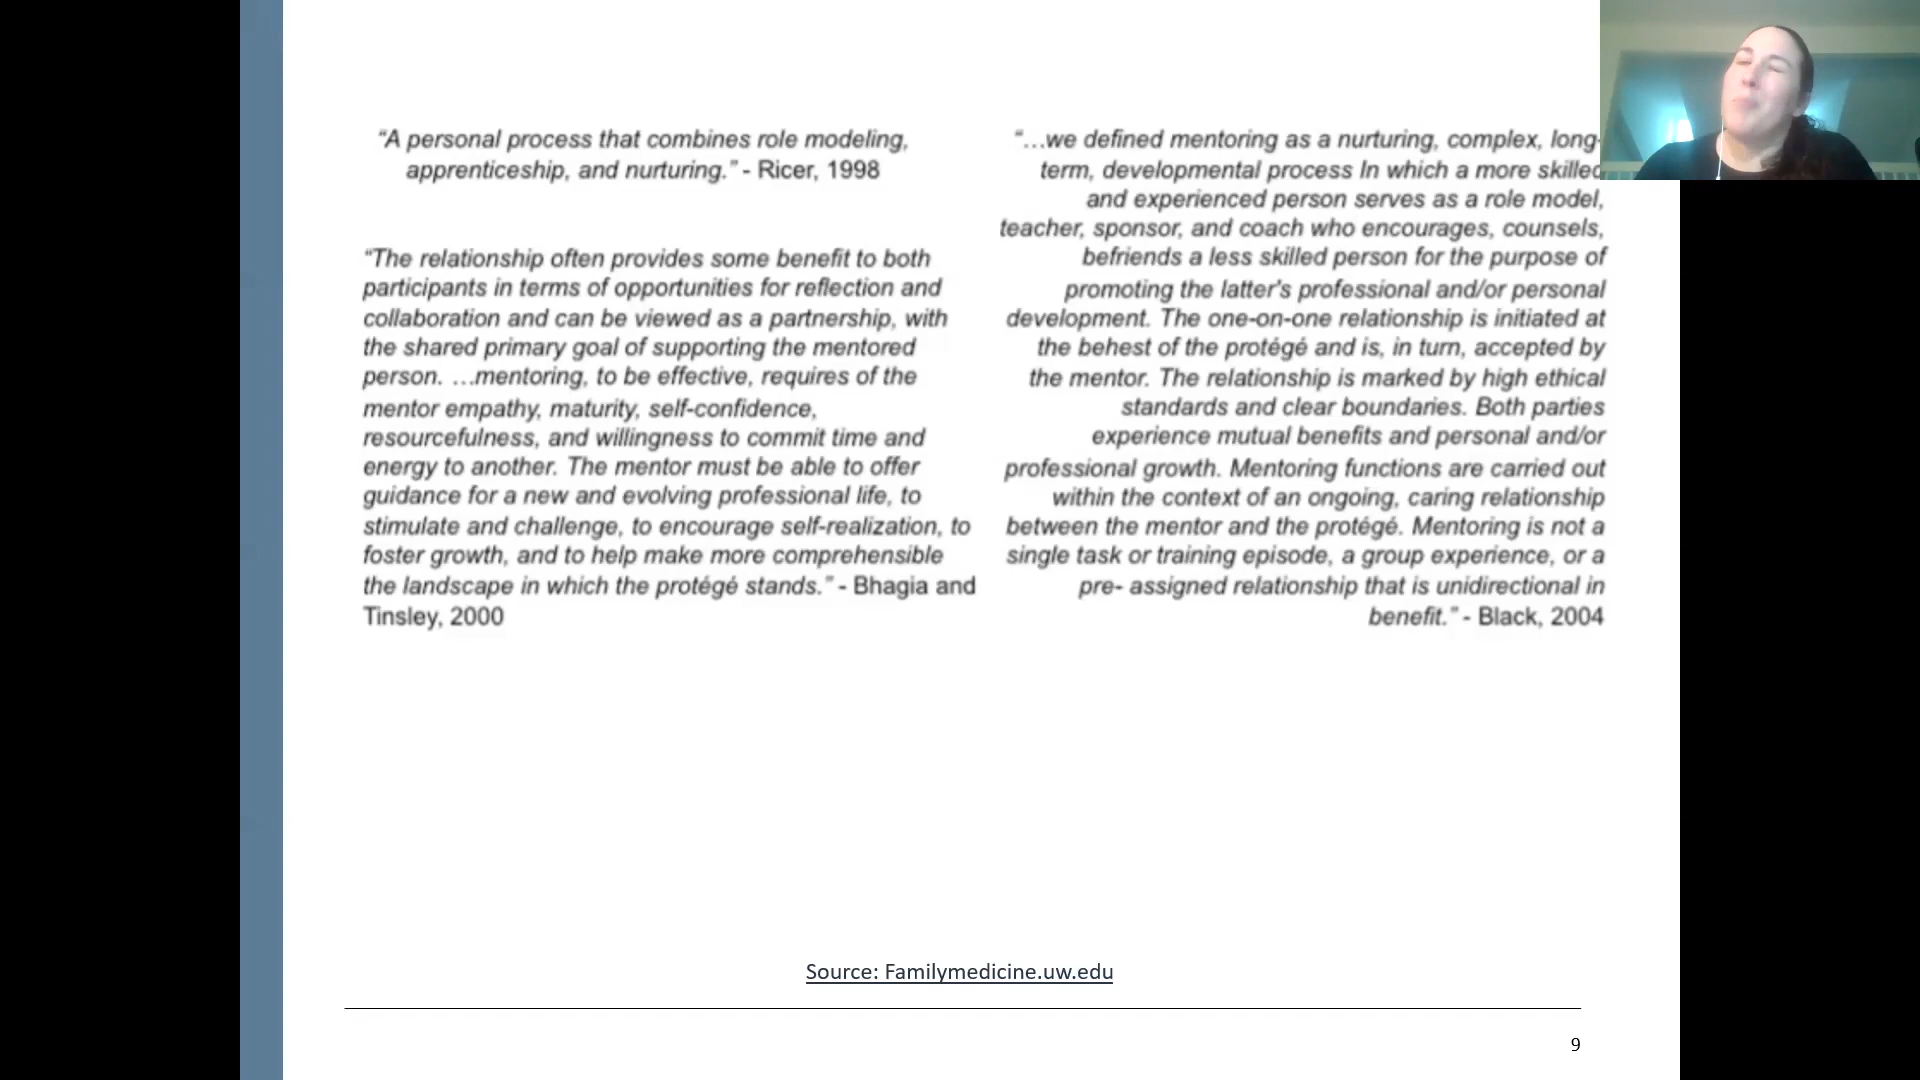 “A personal process that combines role modeling,
apprenticeship, and nurturing.” - Ricer, 1998
“The relationship often provides some benefit to both
participants in terms of opportunities for reflection and
collaboration and can be viewed as a partnership, with
the shared primary goal of supporting the mentored
person. …mentoring, to be effective, requires of the
mentor empathy, maturity, self-confidence,
resourcefulness, and willingness to commit time and
energy to another. The mentor must be able to offer
guidance for a new and evolving professional life, to
stimulate and challenge, to encourage self-realization, to
foster growth, and to help make more comprehensible
the landscape in which the protégé stands.” - Bhagia and
Tinsley, 2000
“…we defined mentoring as a nurturing, complex, long-
term, developmental process In which a more skilled
and experienced person serves as a role model,
teacher, sponsor, and coach who encourages, counsels,
befriends a less skilled person for the purpose of
promoting the latter's professional and/or personal
development. The one-on-one relationship is initiated at
the behest of the protégé and is, in turn, accepted by
the mentor. The relationship is marked by high ethical
standards and clear boundaries. Both parties
experience mutual benefits and personal and/or
professional growth. Mentoring functions are carried out
within the context of an ongoing, caring relationship
between the mentor and the protégé. Mentoring is not a
single task or training episode, a group experience, or a
pre- assigned relationship that is unidirectional in
benefit.” - Black, 2004
Source: Familymedicine.uw.edu
9